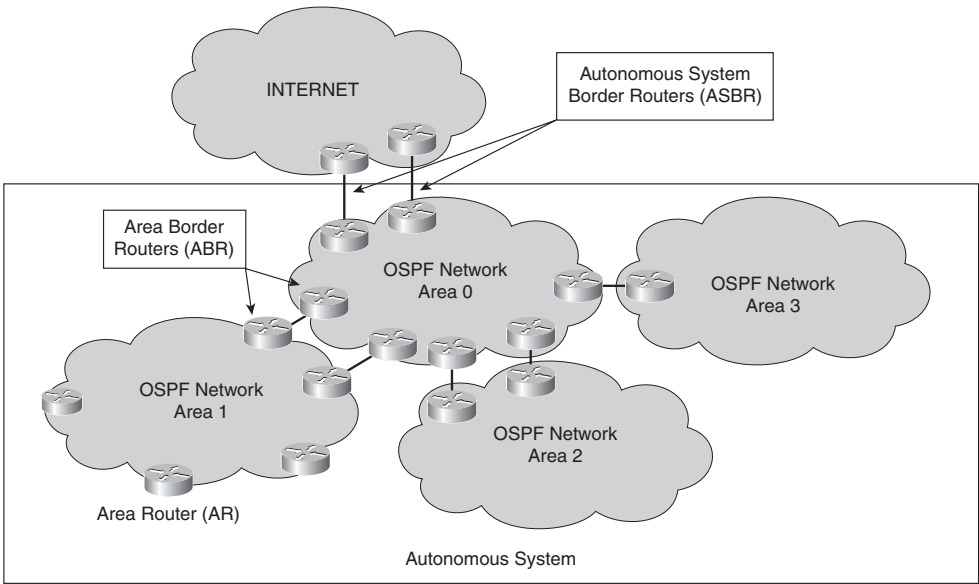 INTERNET
Autonomous System
Border Routers (ASBR)
Area Border
Routers (ABR)
OSPF Network
Area 0
OSPF Network
Area 3
OSPF Network
Area 1
OSPF Network
Area 2
Area Router (AR)
Autonomous System